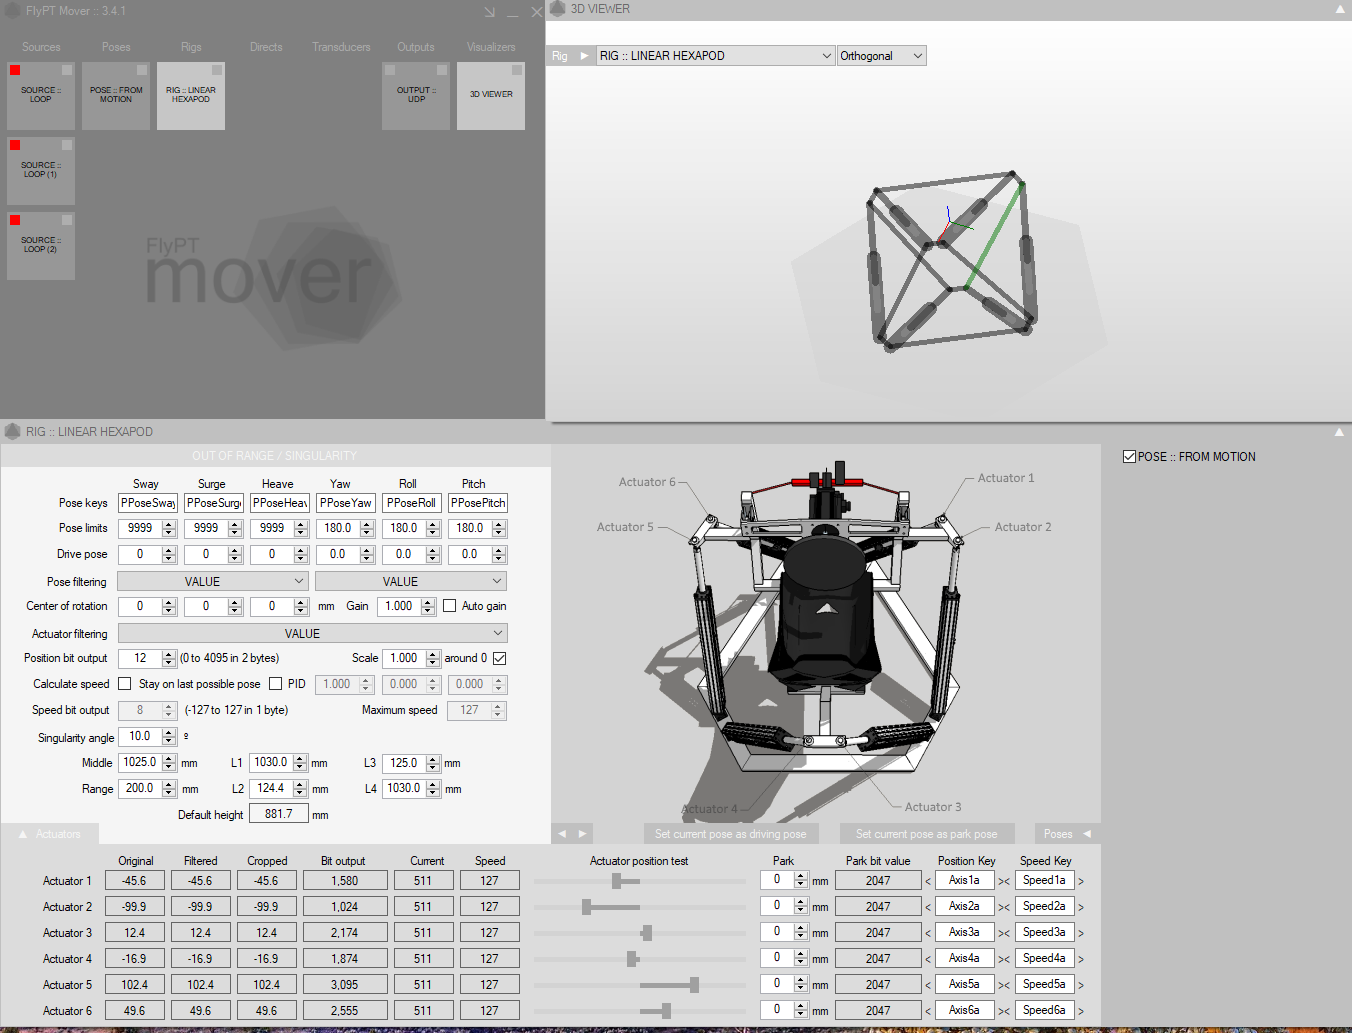 FlyPT Mover :: 3.4.1
Sources Poses Rigs Directs Transducers Outputs Visualizers
SOURCE ::
LOOP
POSE :: FROM
MOTION
RIG :: LINEAR
HEXAPOD
OUTPUT ::
UDP
3D VIEWER
SOURCE ::
LOOP (1)
SOURCE ::
LOOP (2)
FlyPT
mover
3D VIEWER
Rig RIG :: LINEAR HEXAPOD Orthogonal
RIG :: LINEAR HEXAPOD
OUT OF RANGE / SINGULARITY
Sway Surge Heave Yaw Roll Pitch
Pose keys PPoseSway PPoseSurg PPoseHeav PPoseYaw PPoseRoll PPosePitch
Pose limits 9999 9999 9999 180.0 180.0 180.0
Drive pose 0 0 0 0.0 0.0 0.0
Pose filtering VALUE VALUE
Center of rotation 0 0 0 mm Gain 1.000 Auto gain
Actuator filtering VALUE
Position bit output 12 (0 to 4095 in 2 bytes) Scale 1.000 around 0
Calculate speed Stay on last possible pose PID 1.000 0.000 0.000
Speed bit output 8 (-127 to 127 in 1 byte) Maximum speed 127
Singularity angle 10.0 º
Middle 1025.0 mm L1 1030.0 mm L3 125.0 mm
Range 200.0 mm L2 124.4 mm L4 1030.0 mm
Default height 881.7 mm
Actuator 6
Actuator 1
Actuator 5
Actuator 2
Actuator 4
Actuator 3
POSE :: FROM MOTION
Actuators
Set current pose as driving pose Set current pose as park pose Poses
Original Filtered Cropped Bit output Current Speed Actuator position test Park Park bit value Position Key Speed Key
Actuator 1 -45.6 -45.6 -45.6 1,580 511 127 0 mm 2047 < Axis1a >< Speed1a >
Actuator 2 -99.9 -99.9 -99.9 1,024 511 127 0 mm 2047 < Axis2a >< Speed2a >
Actuator 3 12.4 12.4 12.4 2,174 511 127 0 mm 2047 < Axis3a >< Speed3a >
Actuator 4 -16.9 -16.9 -16.9 1,874 511 127 0 mm 2047 < Axis4a >< Speed4a >
Actuator 5 102.4 102.4 102.4 3,095 511 127 0 mm 2047 < Axis5a >< Speed5a >
Actuator 6 49.6 49.6 49.6 2,555 511 127 0 mm 2047 < Axis6a >< Speed6a >